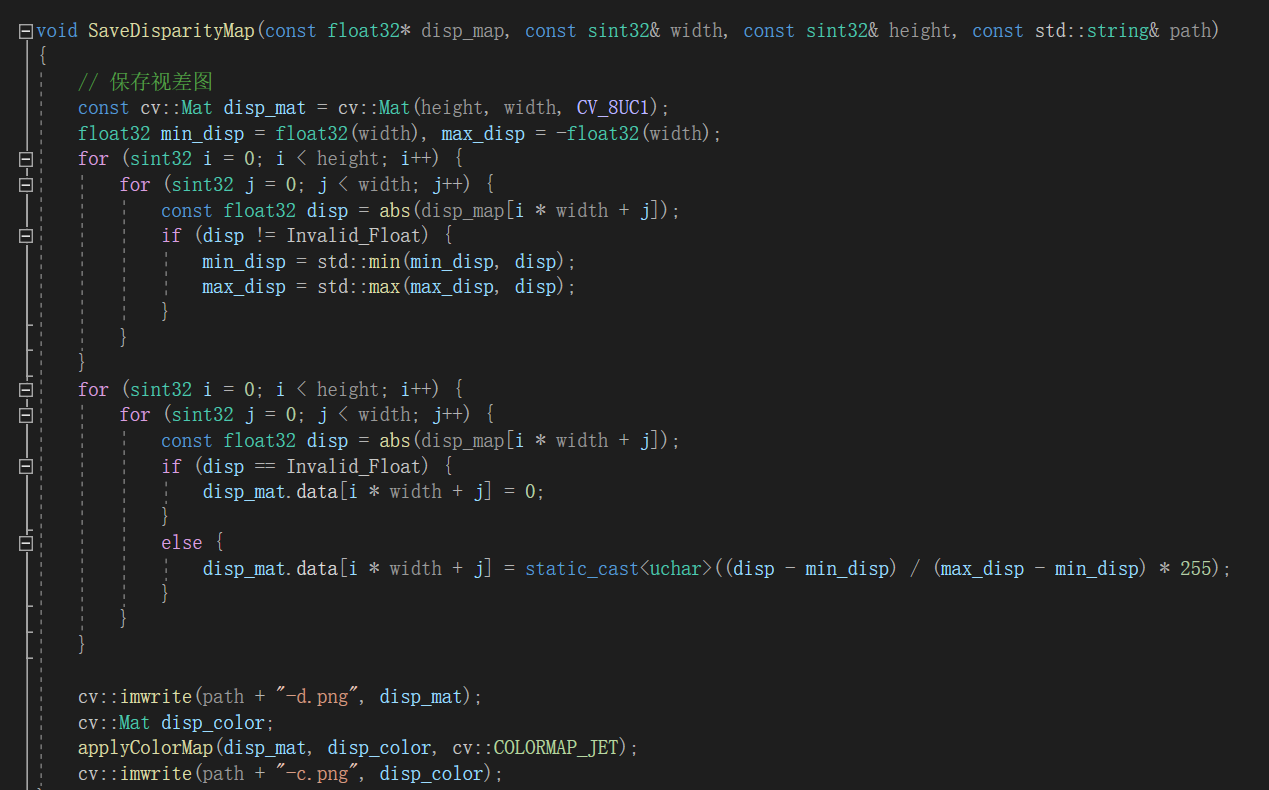 void SaveDisparityMap(const float32* disp_map, const sint32& width, const sint32& height, const std::string& path)
{
    // 保存视差图
    const cv::Mat disp_mat = cv::Mat(height, width, CV_8UC1);
    float32 min_disp = float32(width), max_disp = -float32(width);
    for (sint32 i = 0; i < height; i++) {
        for (sint32 j = 0; j < width; j++) {
            const float32 disp = abs(disp_map[i * width + j]);
            if (disp != Invalid_Float) {
                min_disp = std::min(min_disp, disp);
                max_disp = std::max(max_disp, disp);
            }
        }
    }
    for (sint32 i = 0; i < height; i++) {
        for (sint32 j = 0; j < width; j++) {
            const float32 disp = abs(disp_map[i * width + j]);
            if (disp == Invalid_Float) {
                disp_mat.data[i * width + j] = 0;
            }
            else {
                disp_mat.data[i * width + j] = static_cast<uchar>((disp - min_disp) / (max_disp - min_disp) * 255);
            }
        }
    }

    cv::imwrite(path + "-d.png", disp_mat);
    cv::Mat disp_color;
    applyColorMap(disp_mat, disp_color, cv::COLORMAP_JET);
    cv::imwrite(path + "-c.png", disp_color);